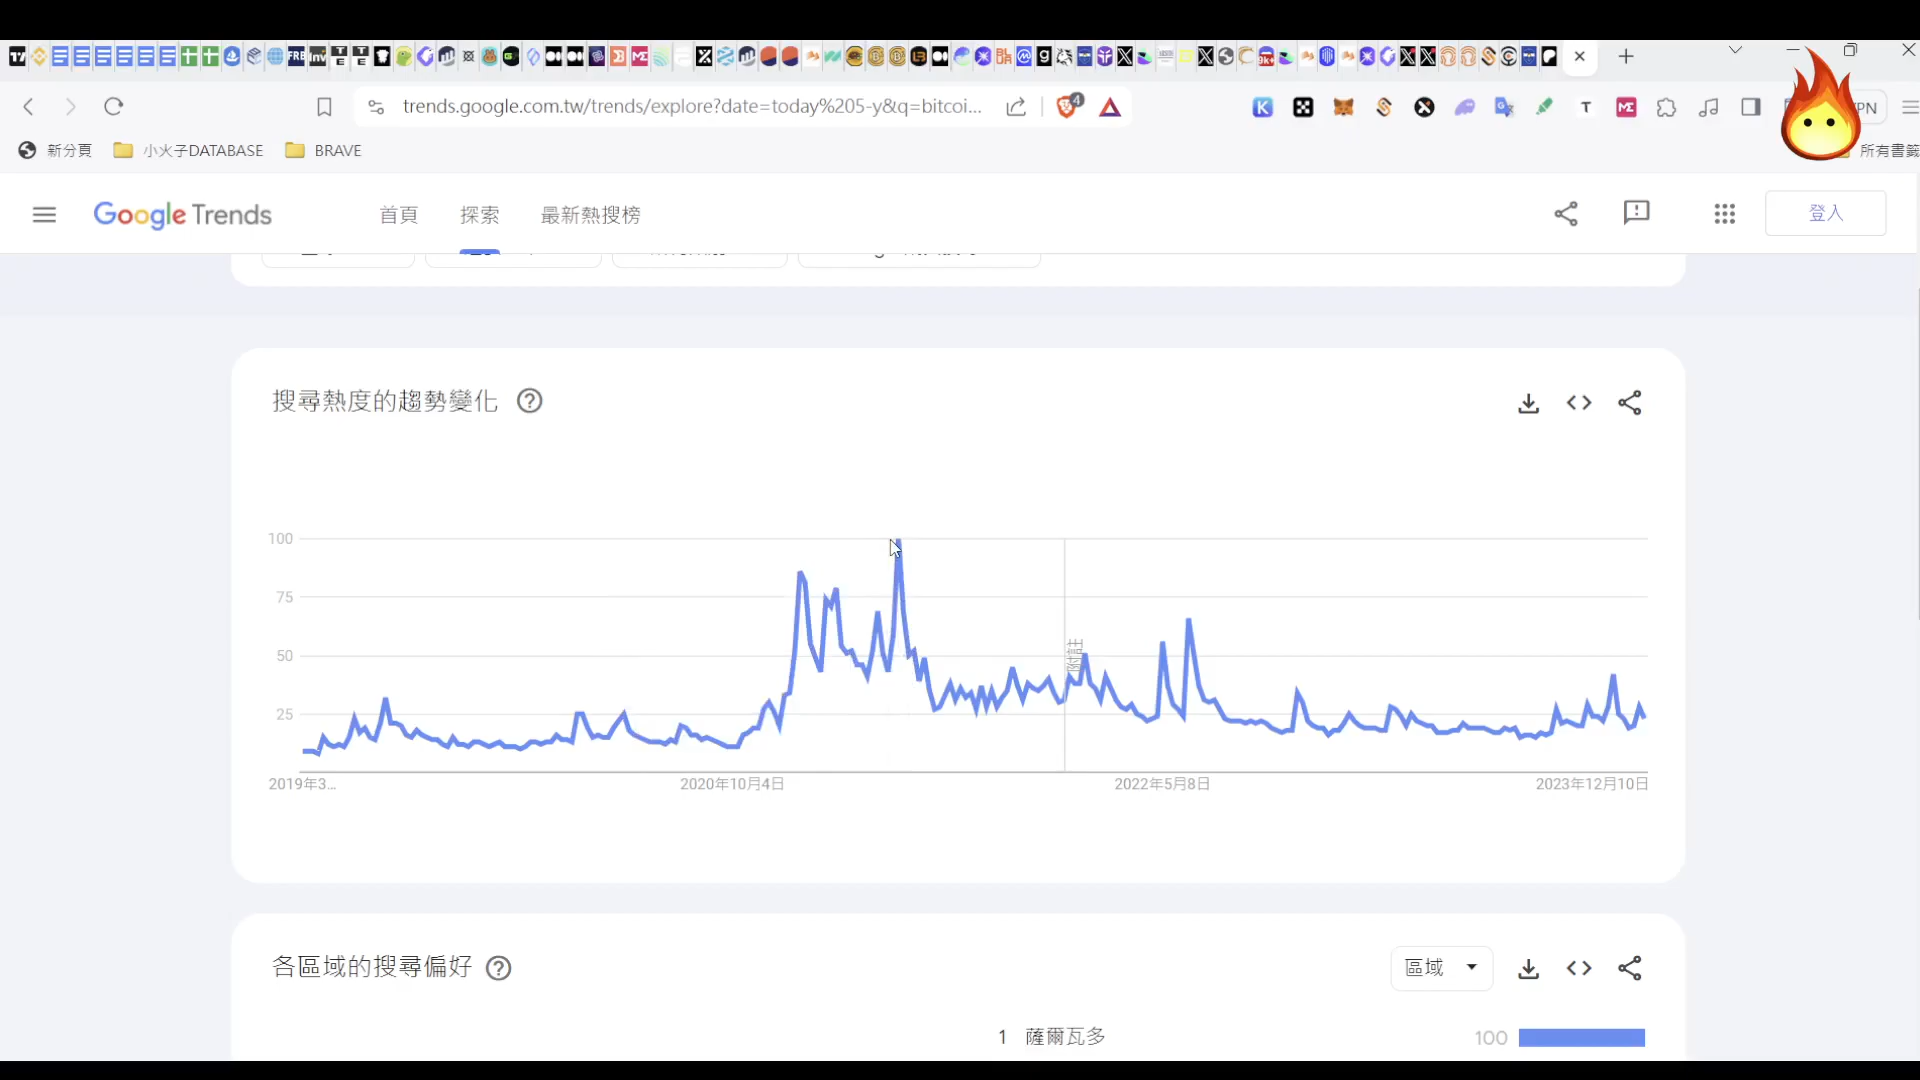 trends.google.com.tw/trends/explore?date=today%205-y&q=bitcoi...
新分頁
小火子DATABASE
BRAVE
所有書籤
Google Trends
首頁
探索
最新熱搜榜
登入
搜尋熱度的趨勢變化
100
75
50
25
附註
2019年3...
2020年10月4日
2022年5月8日
2023年12月10日
各區域的搜尋偏好
區域
1 薩爾瓦多
100